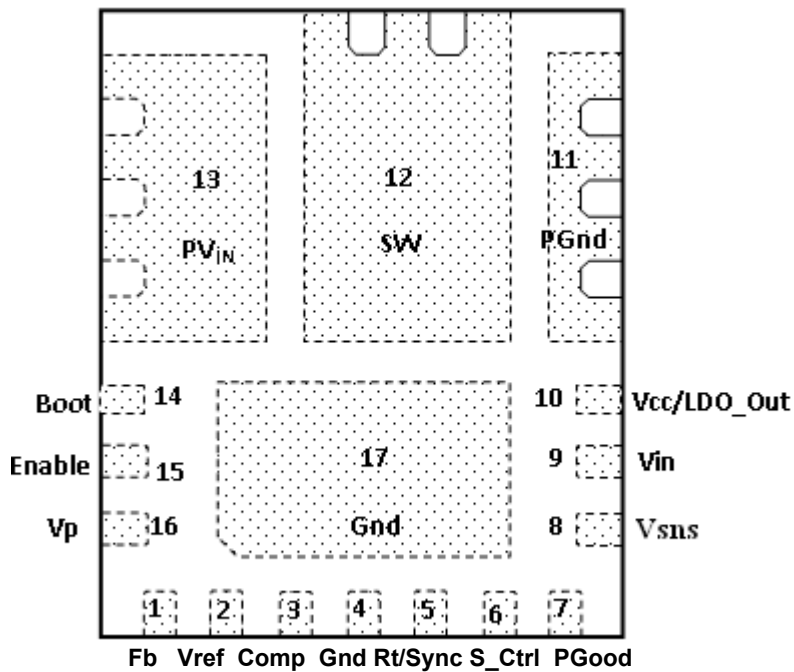 13 12 11
PVIN SW PGnd
Boot 14 10 Vcc/LDO_Out
Enable 15 17 9 Vin
Vp 16 Gnd 8 Vsns
1 2 3 4 5 6 7
Fb Vref Comp Gnd Rt/Sync S_Ctrl PGood